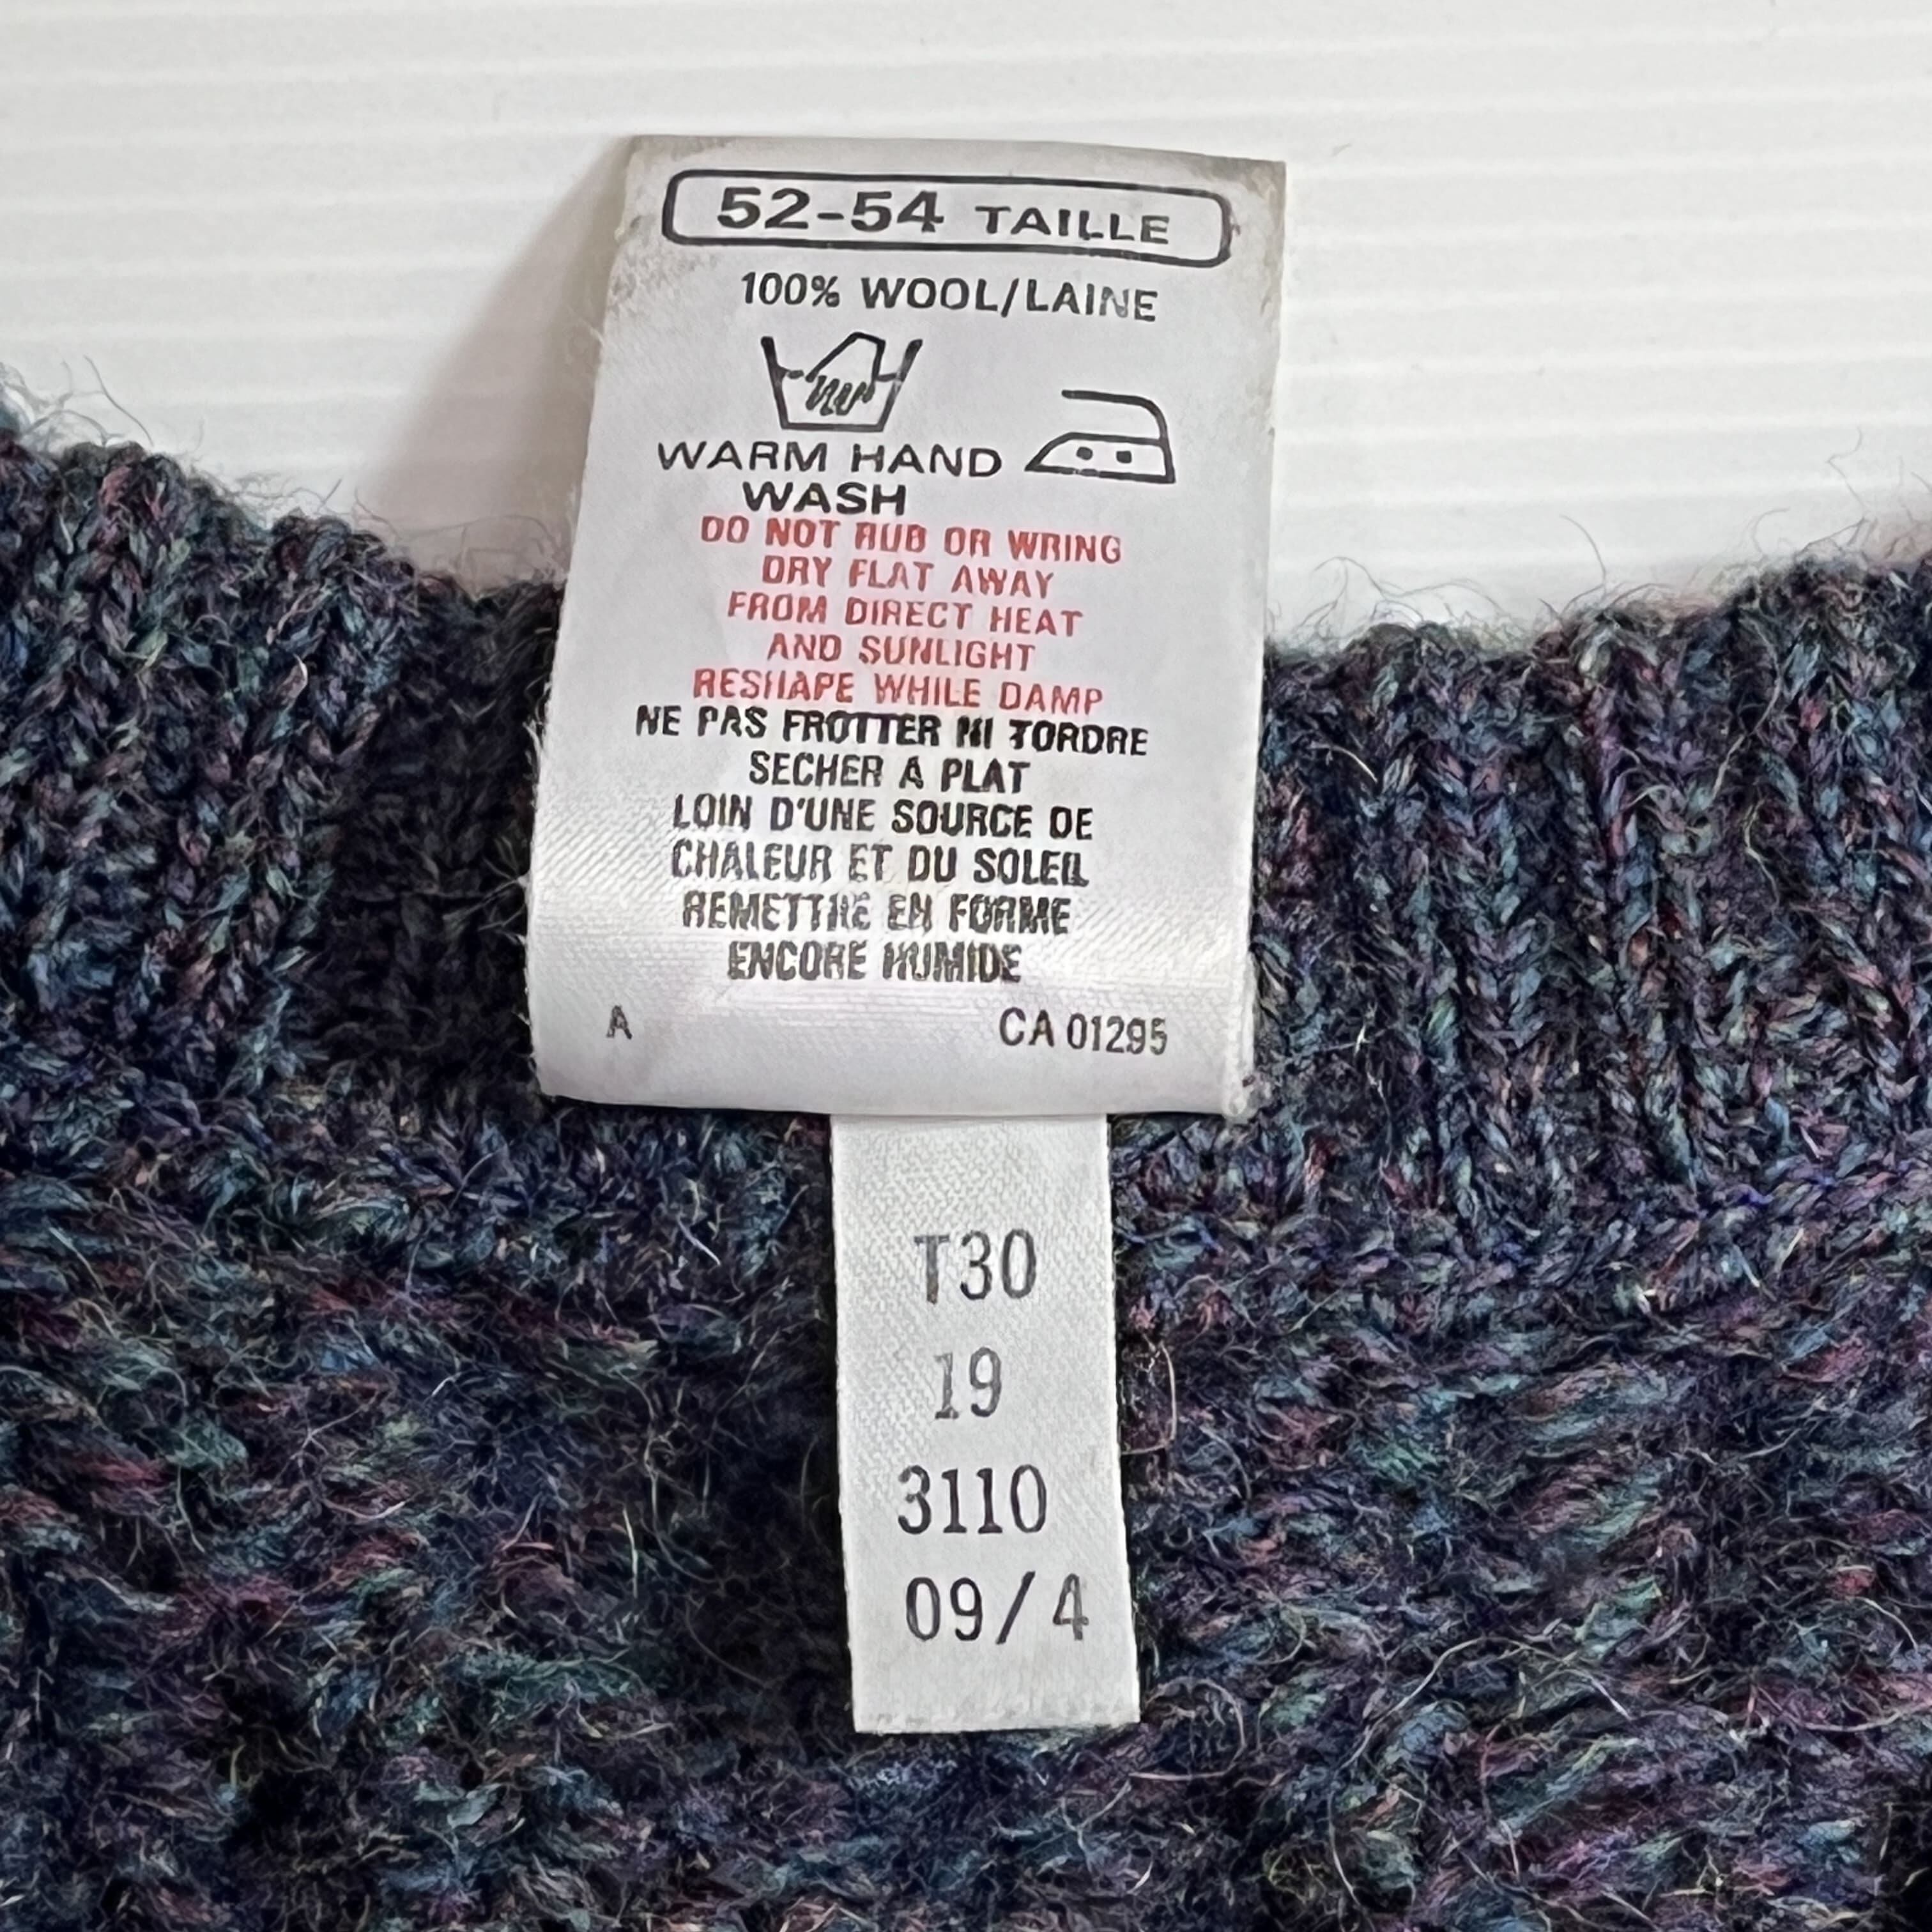 52-54 TAILLE
100% WOOL/LAINE
WARM HAND
WASH
DO NOT RUB OR WRING
DRY FLAT AWAY
FROM DIRECT HEAT
AND SUNLIGHT
RESHAPE WHILE DAMP
NE PAS FROTTER NI TORDRE
SECHER A PLAT
LOIN D'UNE SOURCE DE
CHALEUR ET DU SOLEIL
REMETTRE EN FORME
ENCORE HUMIDE
A CA 01295
T30
19
3110
09/4